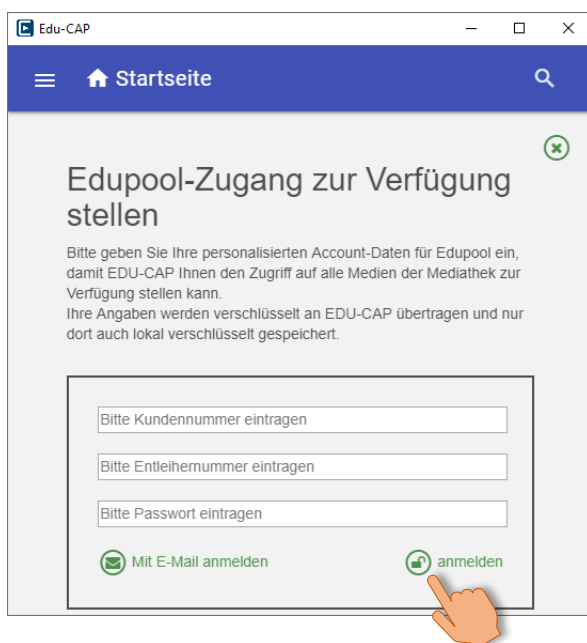 Edu-CAP
Startseite
Edupool-Zugang zur Verfügung
stellen
Bitte geben Sie Ihre personalisierten Account-Daten für Edupool ein,
damit EDU-CAP Ihnen den Zugriff auf alle Medien der Mediathek zur
Verfügung stellen kann.
Ihre Angaben werden verschlüsselt an EDU-CAP übertragen und nur
dort auch lokal verschlüsselt gespeichert.
Bitte Kundennummer eintragen
Bitte Entleihernummer eintragen
Bitte Passwort eintragen
Mit E-Mail anmelden anmelden